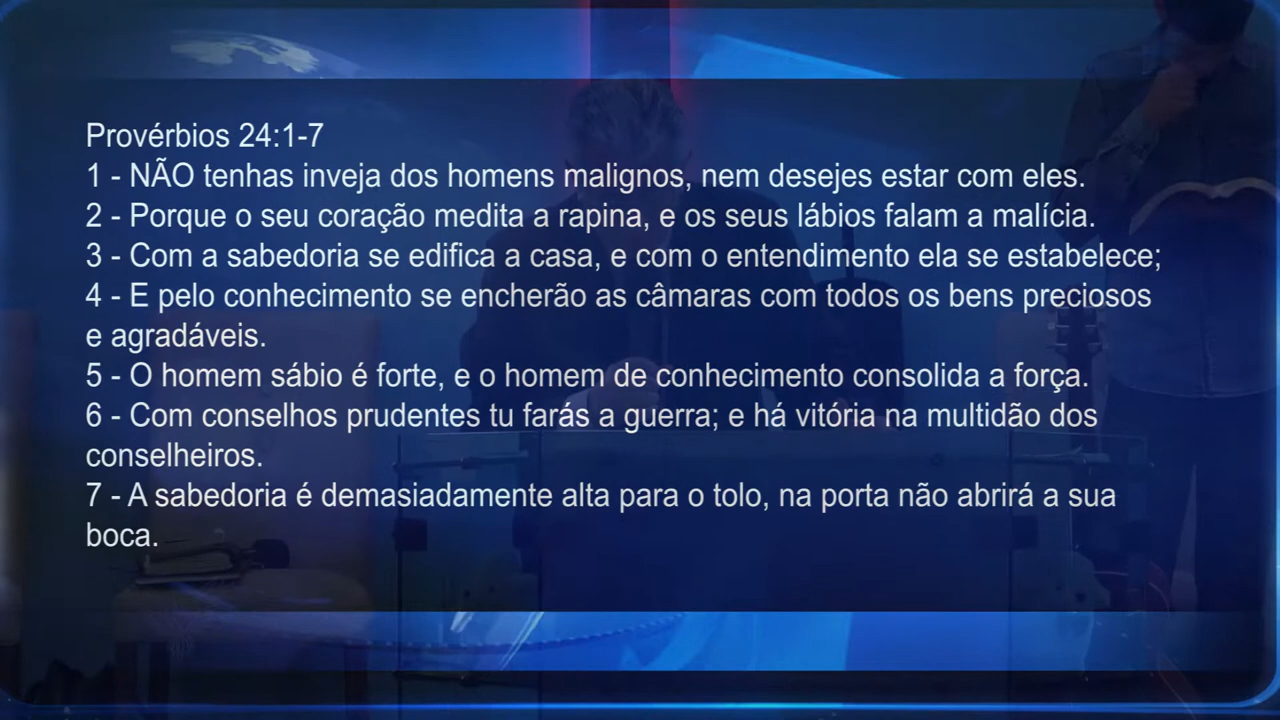 Provérbios 24:1-7
1 - NÃO tenhas inveja dos homens malignos, nem desejes estar com eles.
2 - Porque o seu coração medita a rapina, e os seus lábios falam a malícia.
3 - Com a sabedoria se edifica a casa, e com o entendimento ela se estabelece;
4 - E pelo conhecimento se encherão as câmaras com todos os bens preciosos
e agradáveis.
5 - O homem sábio é forte, e o homem de conhecimento consolida a força.
6 - Com conselhos prudentes tu farás a guerra; e há vitória na multidão dos
conselheiros.
7 - A sabedoria é demasiadamente alta para o tolo, na porta não abrirá a sua
boca.